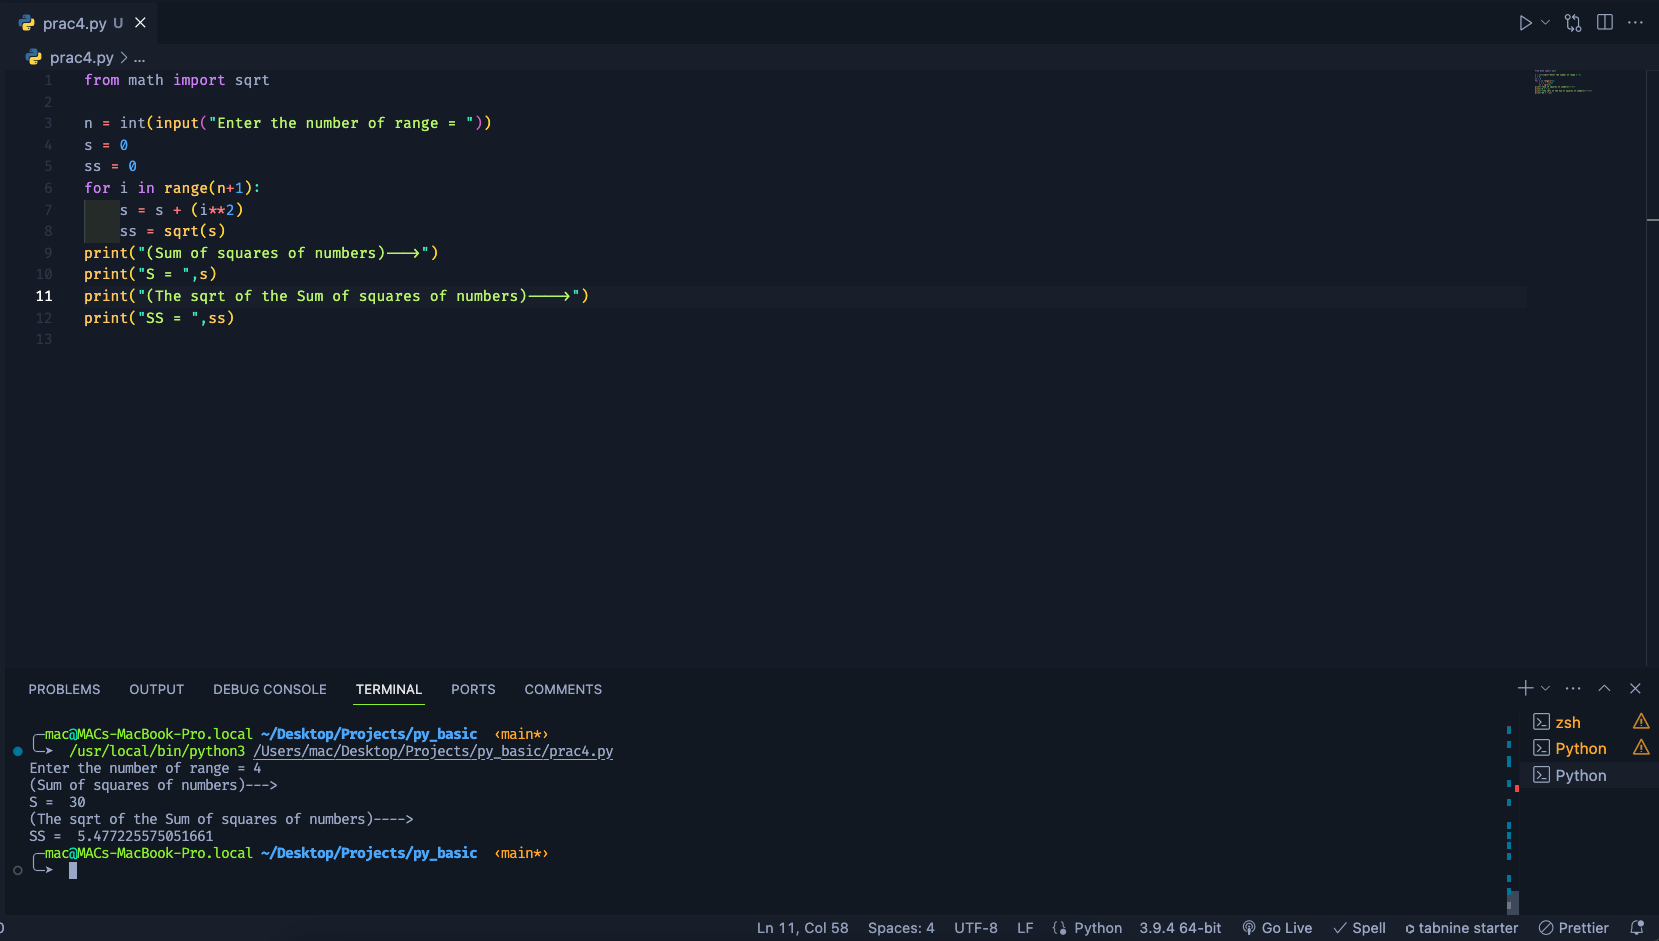 prac4.py U
prac4.py > ...
1 from math import sqrt
2
3 n = int(input("Enter the number of range = "))
4 s = 0
5 ss = 0
6 for i in range(n+1):
7 s = s + (i**2)
8 ss = sqrt(s)
9 print("(Sum of squares of numbers)--->")
10 print("S = ",s)
11 print("(The sqrt of the Sum of squares of numbers)---->")
12 print("SS = ",ss)
13
PROBLEMS OUTPUT DEBUG CONSOLE TERMINAL PORTS COMMENTS
zsh
Python
Python
mac@MACs-MacBook-Pro.local ~/Desktop/Projects/py_basic ‹main*›
/usr/local/bin/python3 /Users/mac/Desktop/Projects/py_basic/prac4.py
Enter the number of range = 4
(Sum of squares of numbers)--->
S =  30
(The sqrt of the Sum of squares of numbers)---->
SS =  5.477225575051661
mac@MACs-MacBook-Pro.local ~/Desktop/Projects/py_basic ‹main*›
Ln 11, Col 58 Spaces: 4 UTF-8 LF Python 3.9.4 64-bit Go Live Spell tabnine starter Prettier